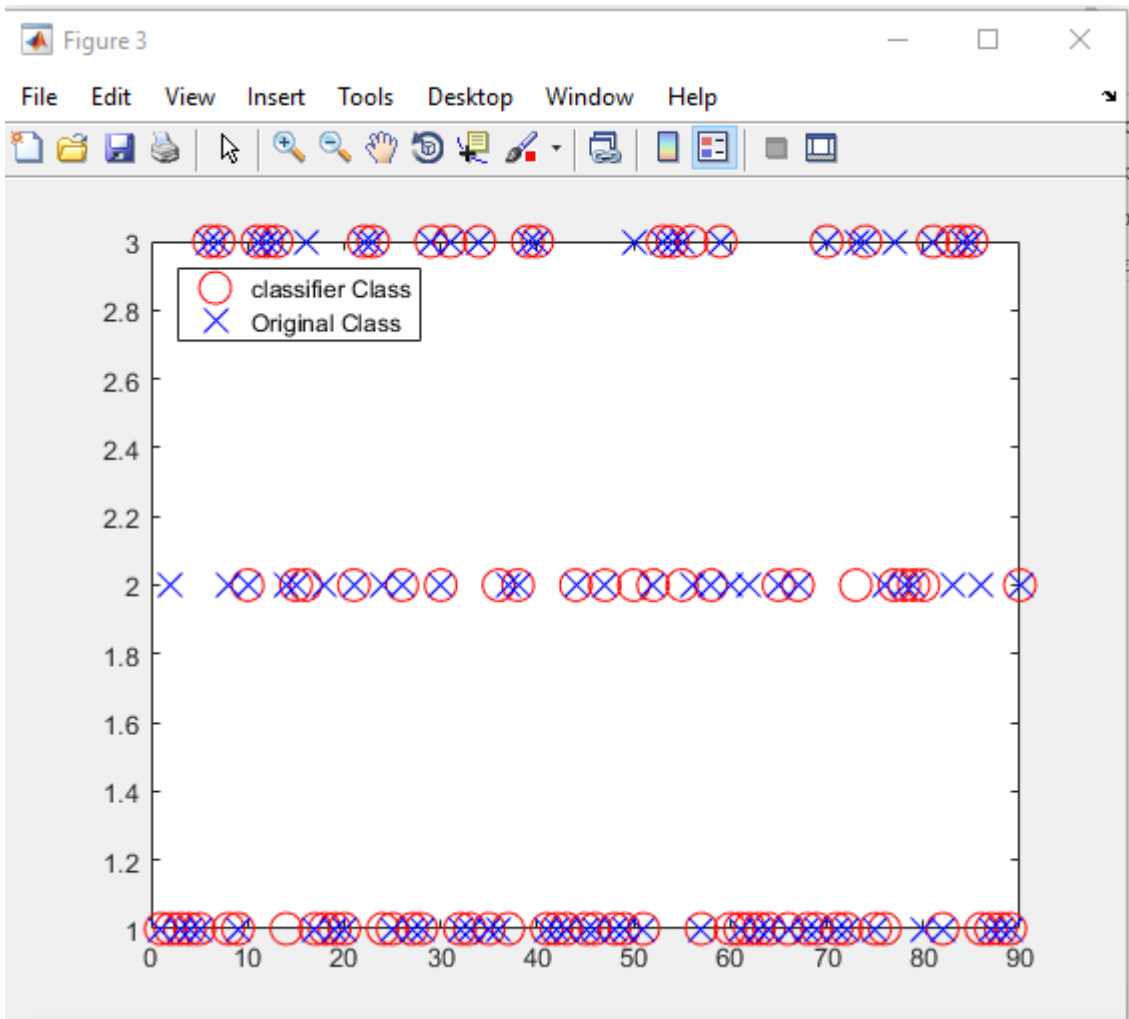 Figure 3
File Edit View Insert Tools Desktop Window Help
3
classifier Class
Original Class
2.8
2.6
2.4
2.2
2
1.8
1.6
1.4
1.2
1
0 10 20 30 40 50 60 70 80 90